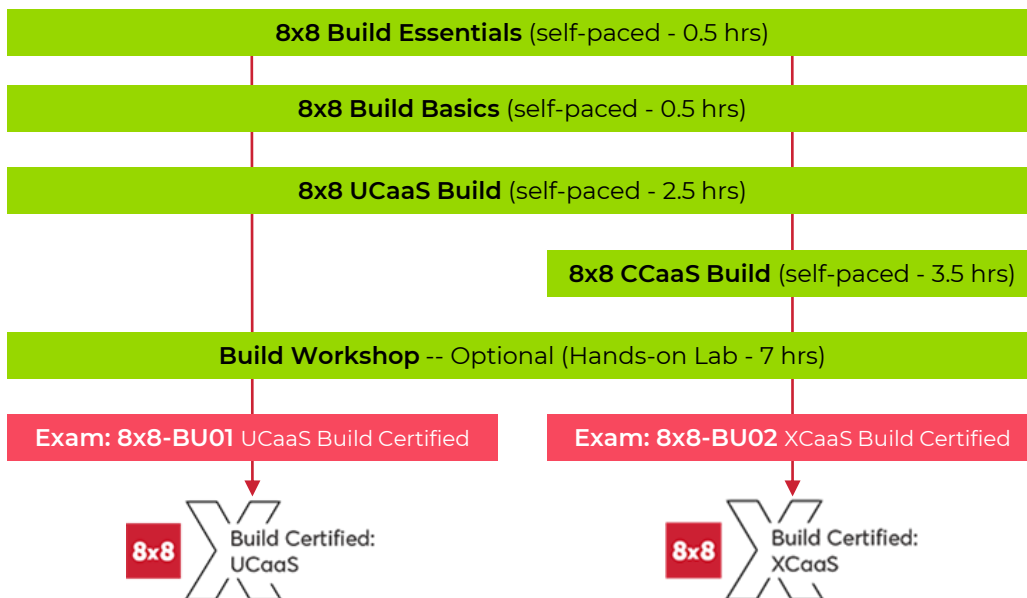 8x8 Build Essentials (self-paced - 0.5 hrs)
8x8 Build Basics (self-paced - 0.5 hrs)
8x8 UCaaS Build (self-paced - 2.5 hrs)
8x8 CCaaS Build (self-paced - 3.5 hrs)
Build Workshop -- Optional (Hands-on Lab - 7 hrs)
Exam: 8x8-BU01 UCaaS Build Certified
Exam: 8x8-BU02 XCaaS Build Certified
8x8
Build Certified:
UCaaS
8x8
Build Certified:
XCaaS